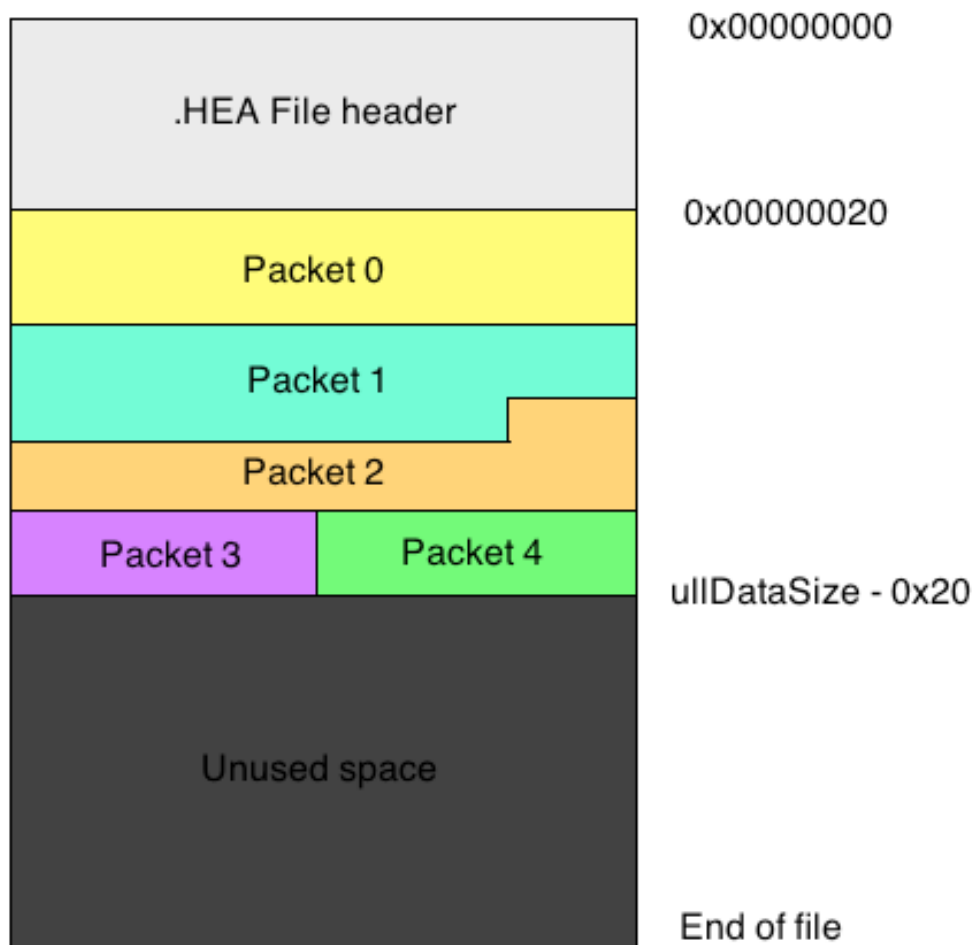 0x00000000
.HEA File header
0x00000020
Packet 0
Packet 1
Packet 2
Packet 3
Packet 4
ullDataSize - 0x20
Unused space
End of file